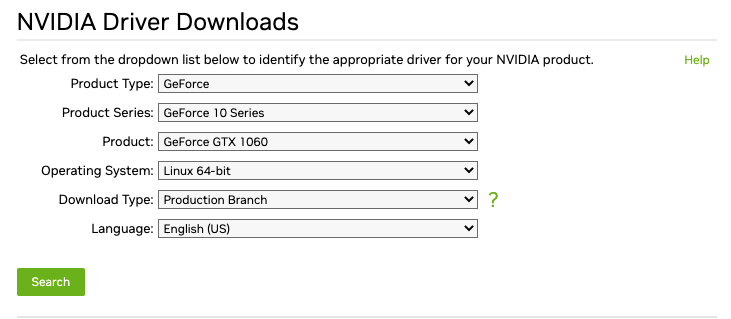 NVIDIA Driver Downloads
Select from the dropdown list below to identify the appropriate driver for your NVIDIA product. Help
Product Type: GeForce
Product Series: GeForce 10 Series
Product: GeForce GTX 1060
Operating System: Linux 64-bit
Download Type: Production Branch ?
Language: English (US)
Search